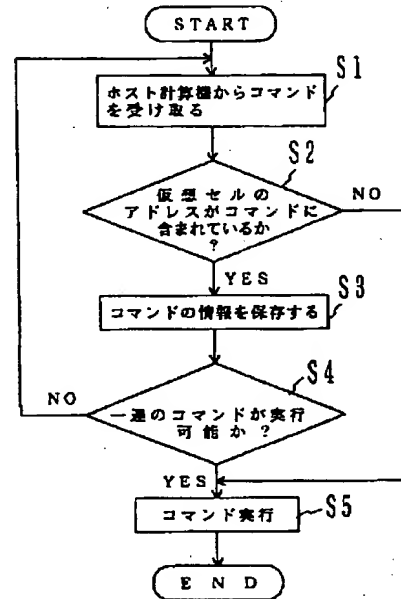 START
S1
ホスト計算機からコマンド
を受け取る
S2
仮想セルの
アドレスがコマンドに
含まれているか
?
NO
YES
S3
コマンドの情報を保存する
S4
NO
一連のコマンドが実行
可能か ?
YES
S5
コマンド実行
END